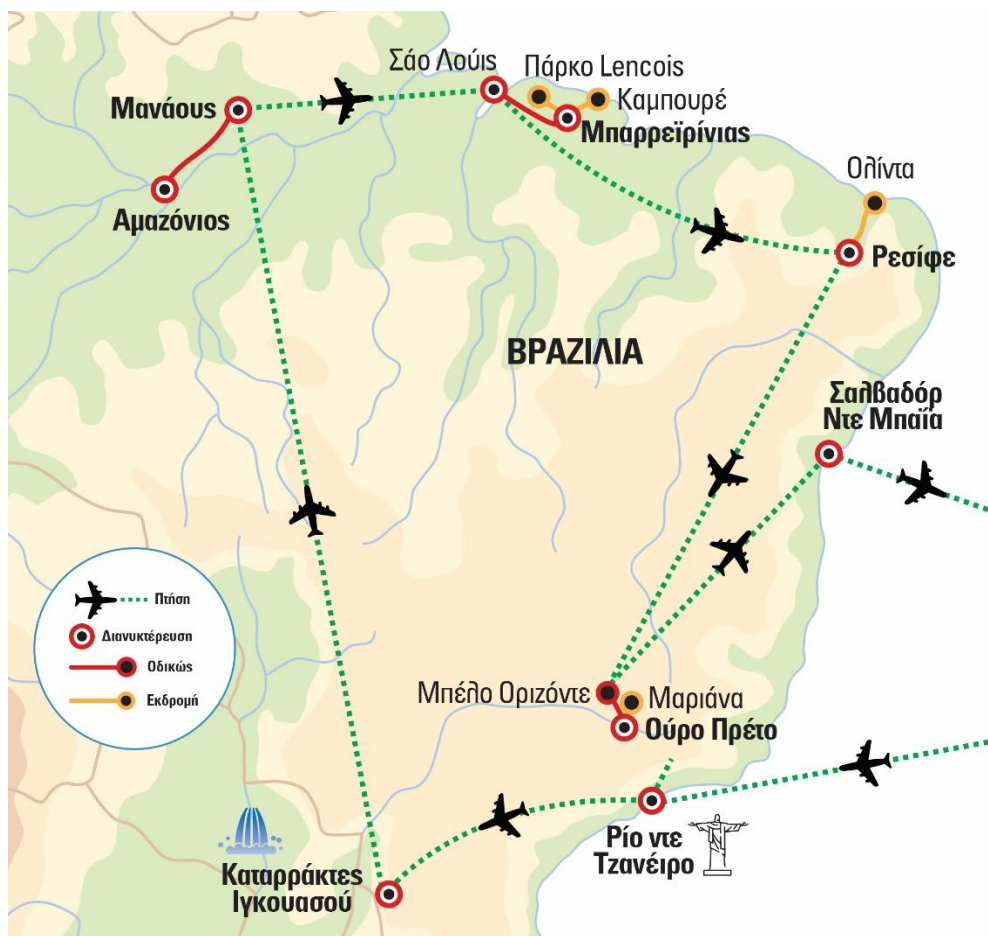 Σάο Λούις
Πάρκο Lencois
Καμπουρέ
Μπαρρεϊρίνιας
Μανάους
Αμαζόνιος
Ολίντα
Ρεσίφε
ΒΡΑΖΙΛΙΑ
Σαλβαδόρ
Ντε Μπαΐα
Πτήση
Διανυκτέρευση
Οδικώς
Εκδρομή
Μπέλο Οριζόντε
Μαριάνα
Ούρο Πρέτο
Ρίο ντε
Τζανέιρο
Καταρράκτες
Ιγκουασού